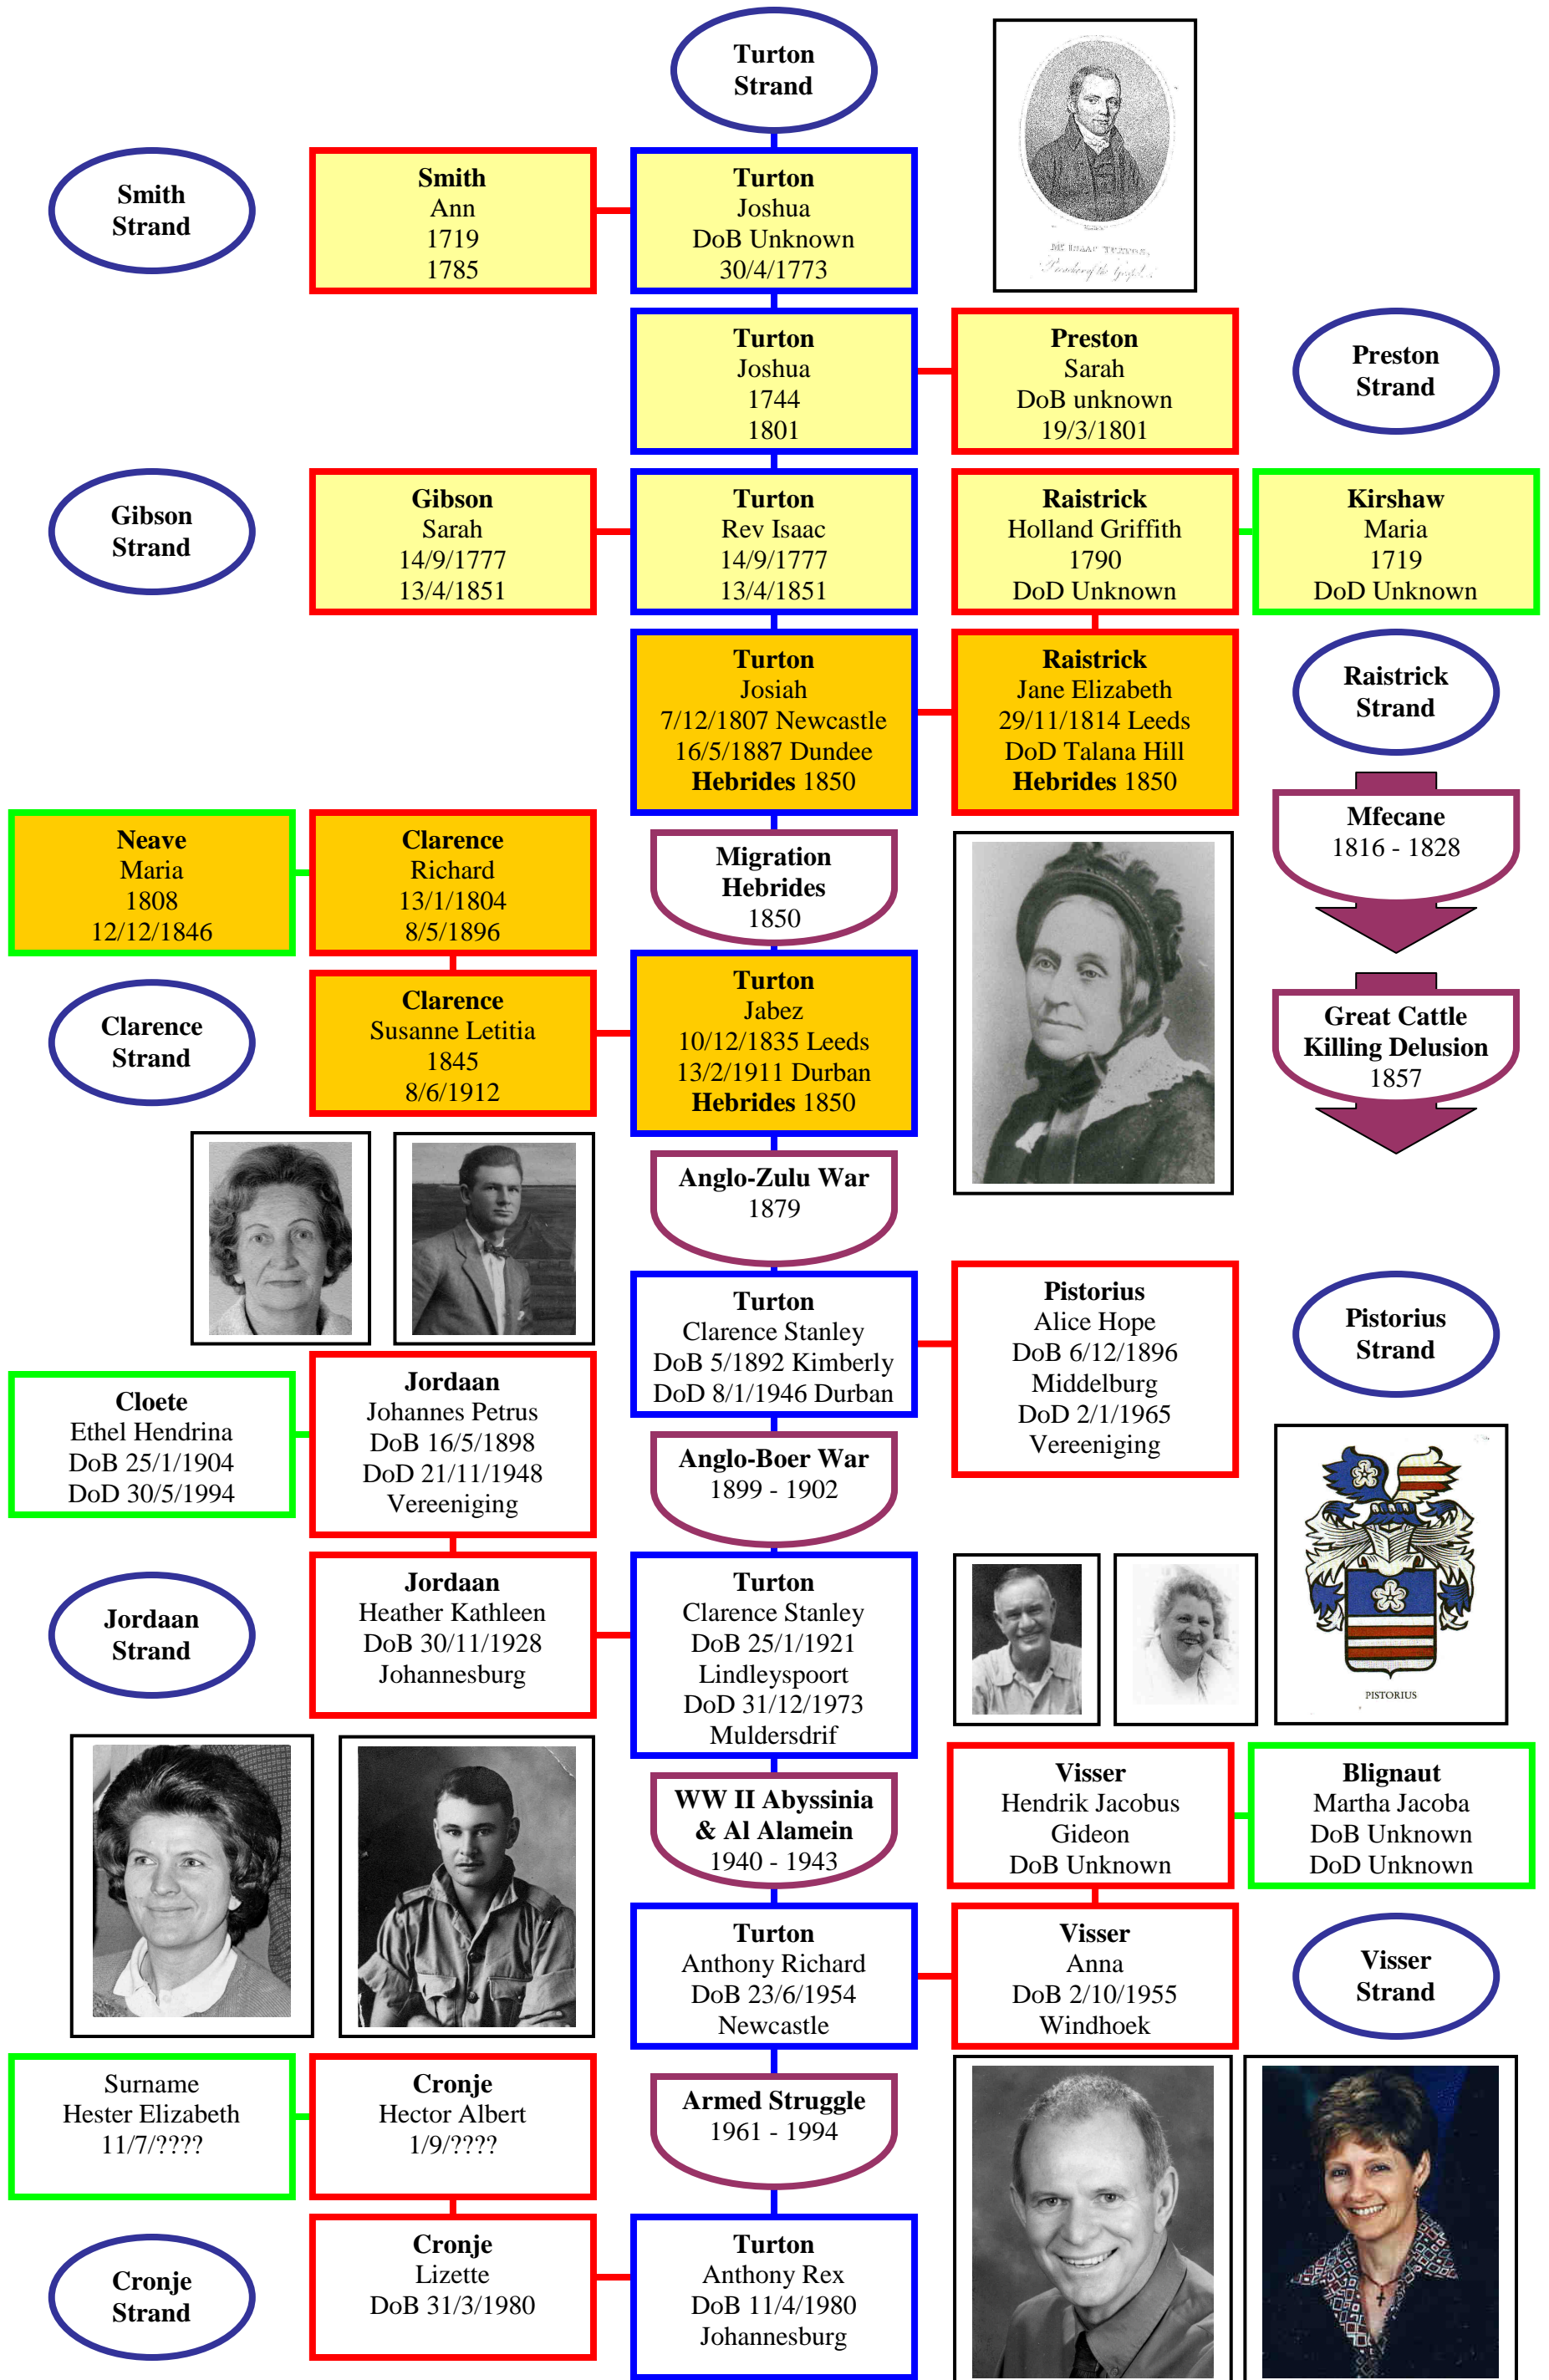 Turton
Strand
Smith
Strand
Smith
Ann
1719
1785
Turton
Joshua
DoB Unknown
30/4/1773
MR ISAAC TURTON,
Preacher of the Gospel.
Turton
Joshua
1744
1801
Preston
Sarah
DoB unknown
19/3/1801
Preston
Strand
Gibson
Strand
Gibson
Sarah
14/9/1777
13/4/1851
Turton
Rev Isaac
14/9/1777
13/4/1851
Raistrick
Holland Griffith
1790
DoD Unknown
Kirshaw
Maria
1719
DoD Unknown
Turton
Josiah
7/12/1807 Newcastle
16/5/1887 Dundee
Hebrides 1850
Raistrick
Jane Elizabeth
29/11/1814 Leeds
DoD Talana Hill
Hebrides 1850
Raistrick
Strand
Mfecane
1816 - 1828
Neave
Maria
1808
12/12/1846
Clarence
Richard
13/1/1804
8/5/1896
Migration
Hebrides
1850
Clarence
Strand
Clarence
Susanne Letitia
1845
8/6/1912
Turton
Jabez
10/12/1835 Leeds
13/2/1911 Durban
Hebrides 1850
Great Cattle
Killing Delusion
1857
Anglo-Zulu War
1879
Turton
Clarence Stanley
DoB 5/1892 Kimberly
DoD 8/1/1946 Durban
Pistorius
Alice Hope
DoB 6/12/1896
Middelburg
DoD 2/1/1965
Vereeniging
Pistorius
Strand
Cloete
Ethel Hendrina
DoB 25/1/1904
DoD 30/5/1994
Jordaan
Johannes Petrus
DoB 16/5/1898
DoD 21/11/1948
Vereeniging
Anglo-Boer War
1899 - 1902
Jordaan
Strand
Jordaan
Heather Kathleen
DoB 30/11/1928
Johannesburg
Turton
Clarence Stanley
DoB 25/1/1921
Lindleyspoort
DoD 31/12/1973
Muldersdrif
PISTORIUS
WW II Abyssinia
& Al Alamein
1940 - 1943
Visser
Hendrik Jacobus
Gideon
DoB Unknown
Blignaut
Martha Jacoba
DoB Unknown
DoD Unknown
Turton
Anthony Richard
DoB 23/6/1954
Newcastle
Visser
Anna
DoB 2/10/1955
Windhoek
Visser
Strand
Surname
Hester Elizabeth
11/7/????
Cronje
Hector Albert
1/9/????
Armed Struggle
1961 - 1994
Cronje
Strand
Cronje
Lizette
DoB 31/3/1980
Turton
Anthony Rex
DoB 11/4/1980
Johannesburg